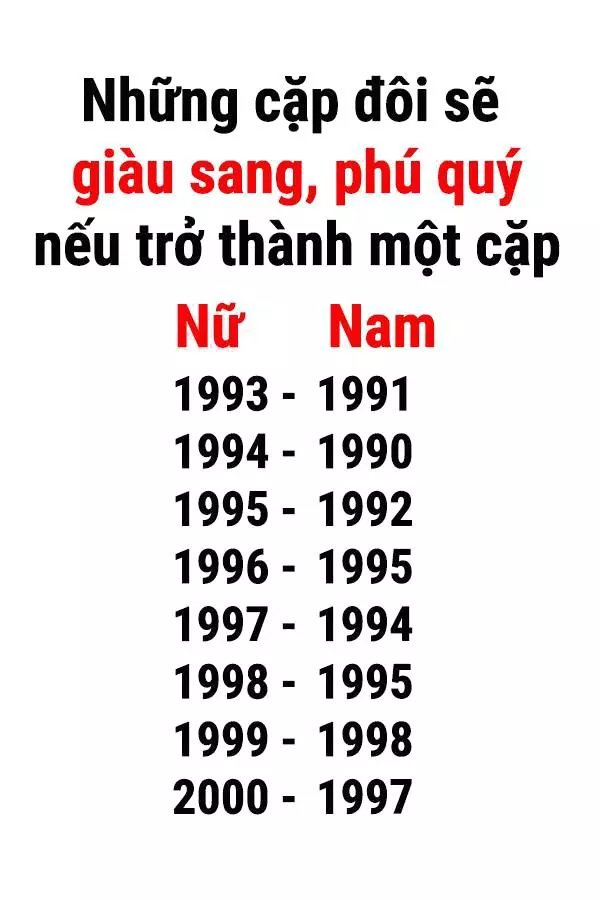 Những cặp đôi sẽ
giàu sang, phú quý
nếu trở thành một cặp
Nữ Nam
1993 - 1991
1994 - 1990
1995 - 1992
1996 - 1995
1997 - 1994
1998 - 1995
1999 - 1998
2000 - 1997